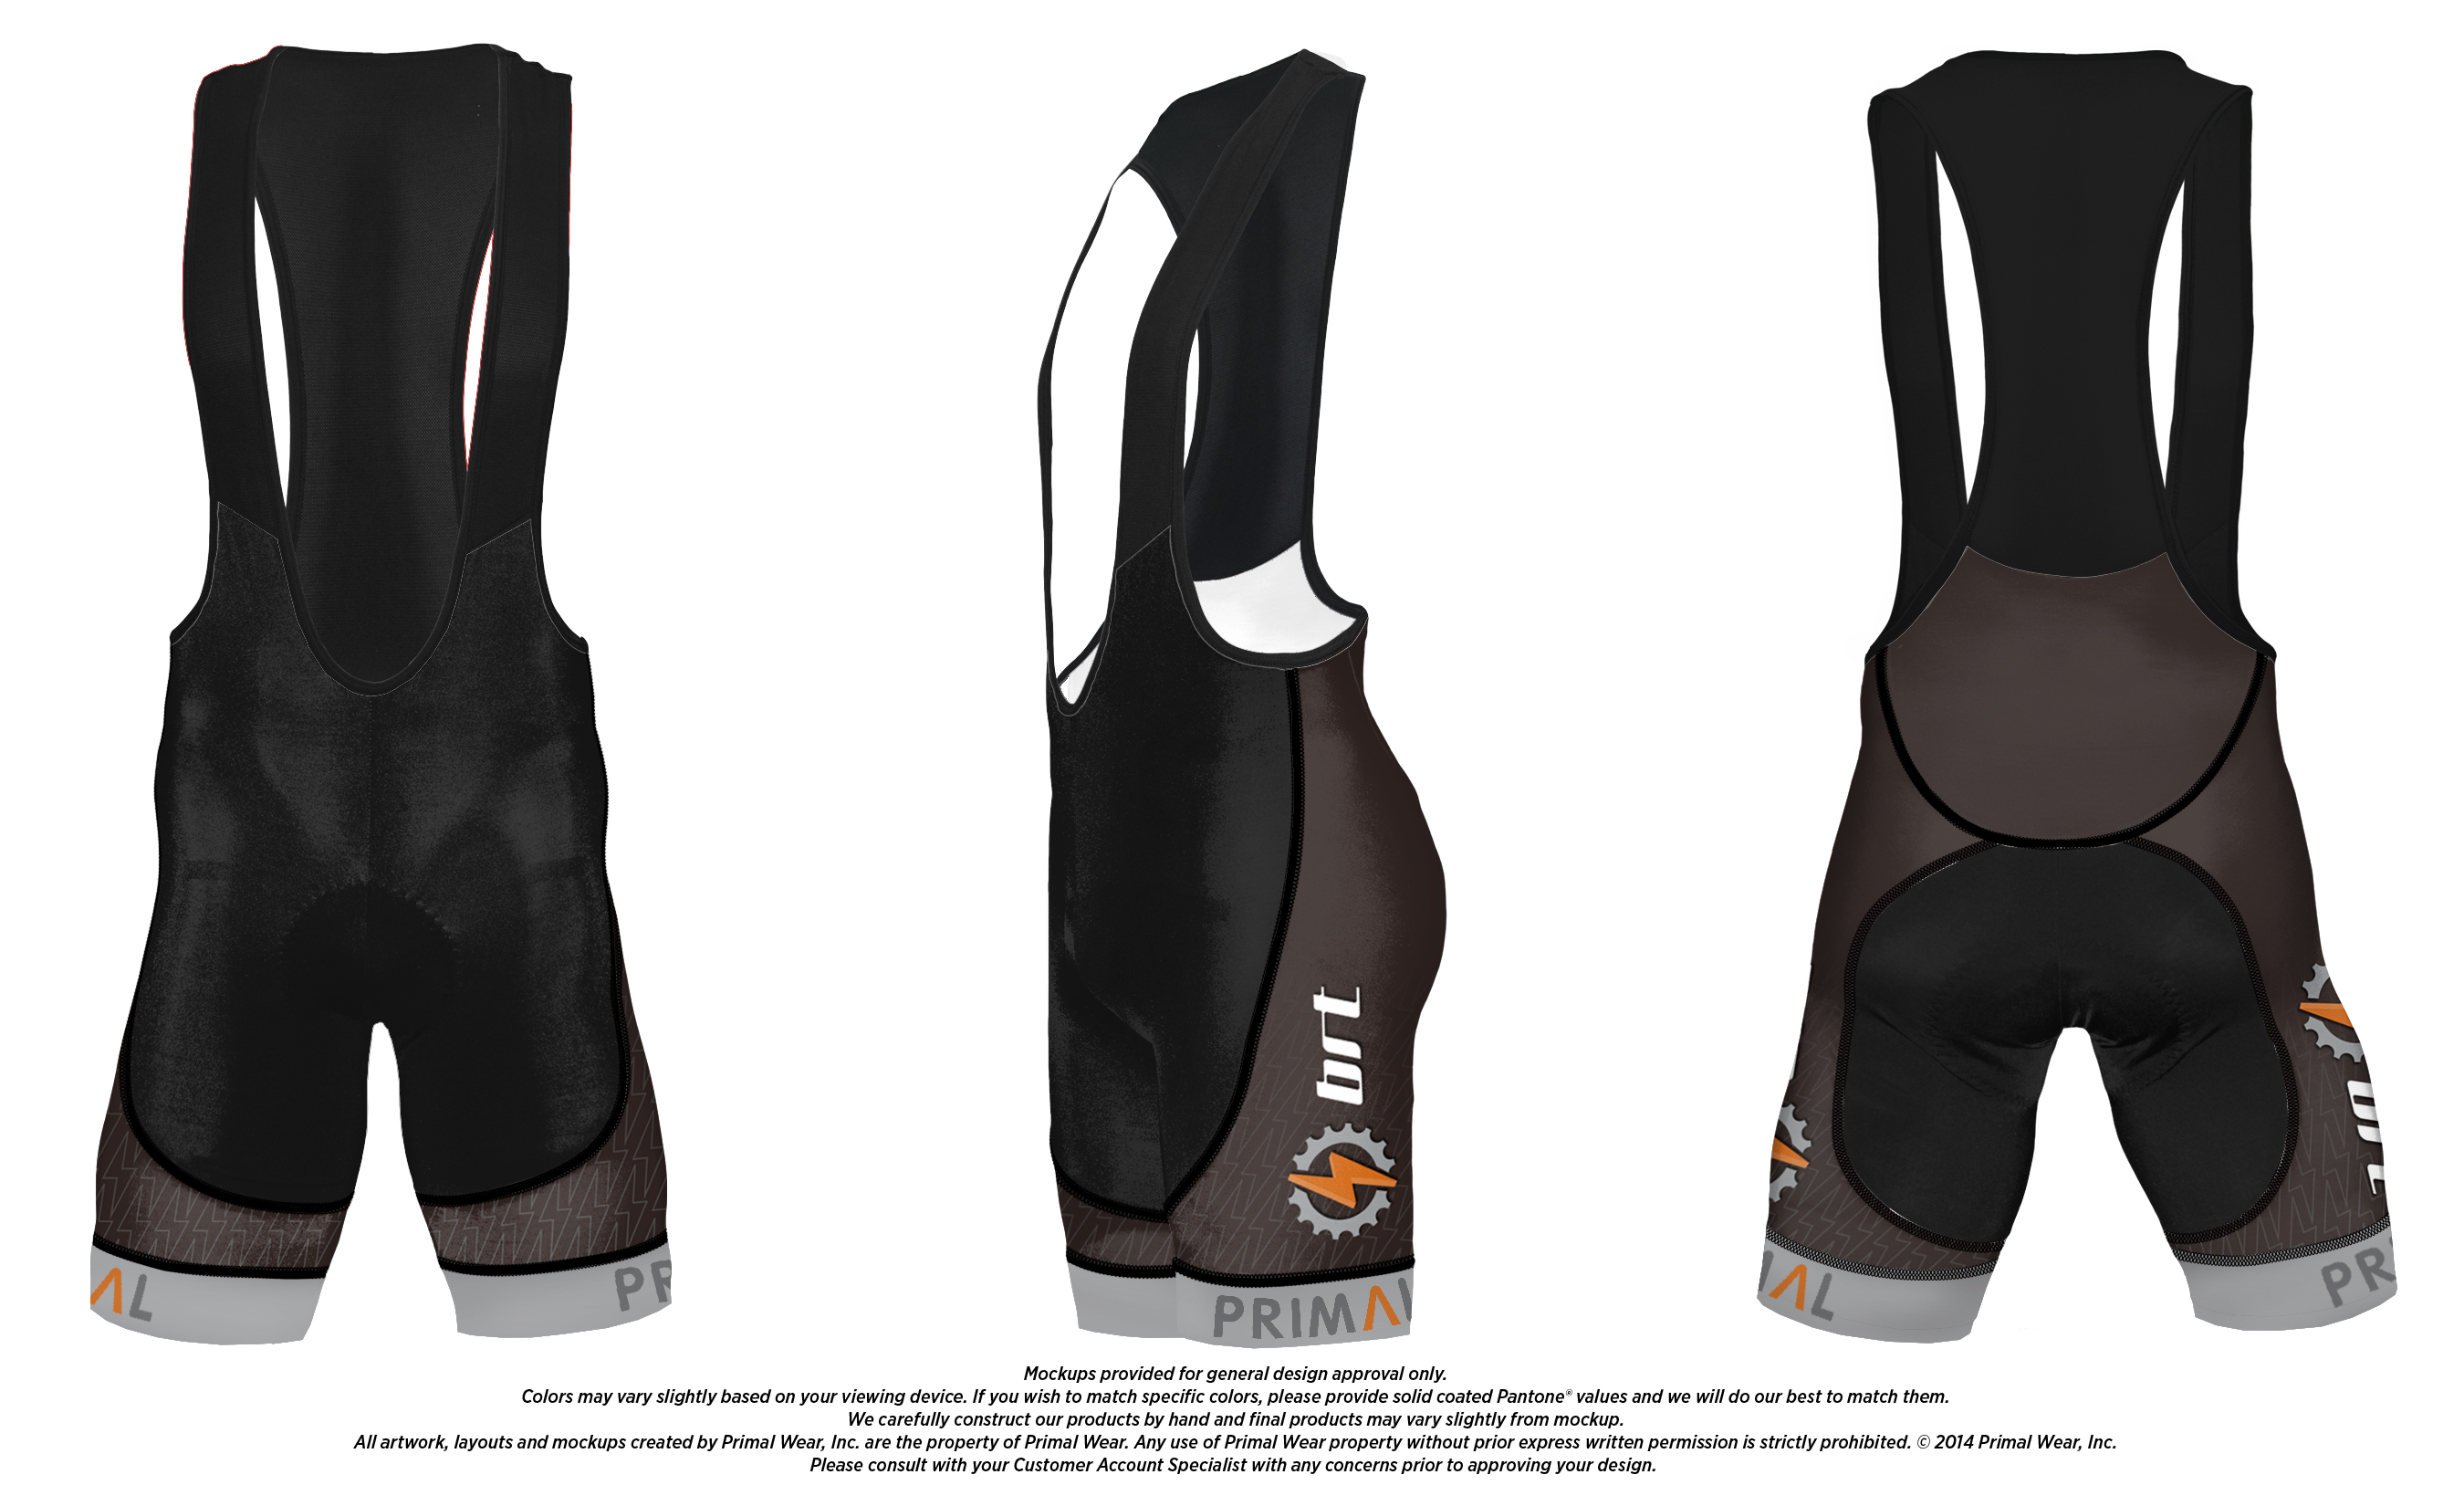 brt
ΛL
PR
PRIMΛL
MΛL
PR
Mockups provided for general design approval only.
Colors may vary slightly based on your viewing device. If you wish to match specific colors, please provide solid coated Pantone® values and we will do our best to match them.
We carefully construct our products by hand and final products may vary slightly from mockup.
All artwork, layouts and mockups created by Primal Wear, Inc. are the property of Primal Wear. Any use of Primal Wear property without prior express written permission is strictly prohibited. © 2014 Primal Wear, Inc.
Please consult with your Customer Account Specialist with any concerns prior to approving your design.